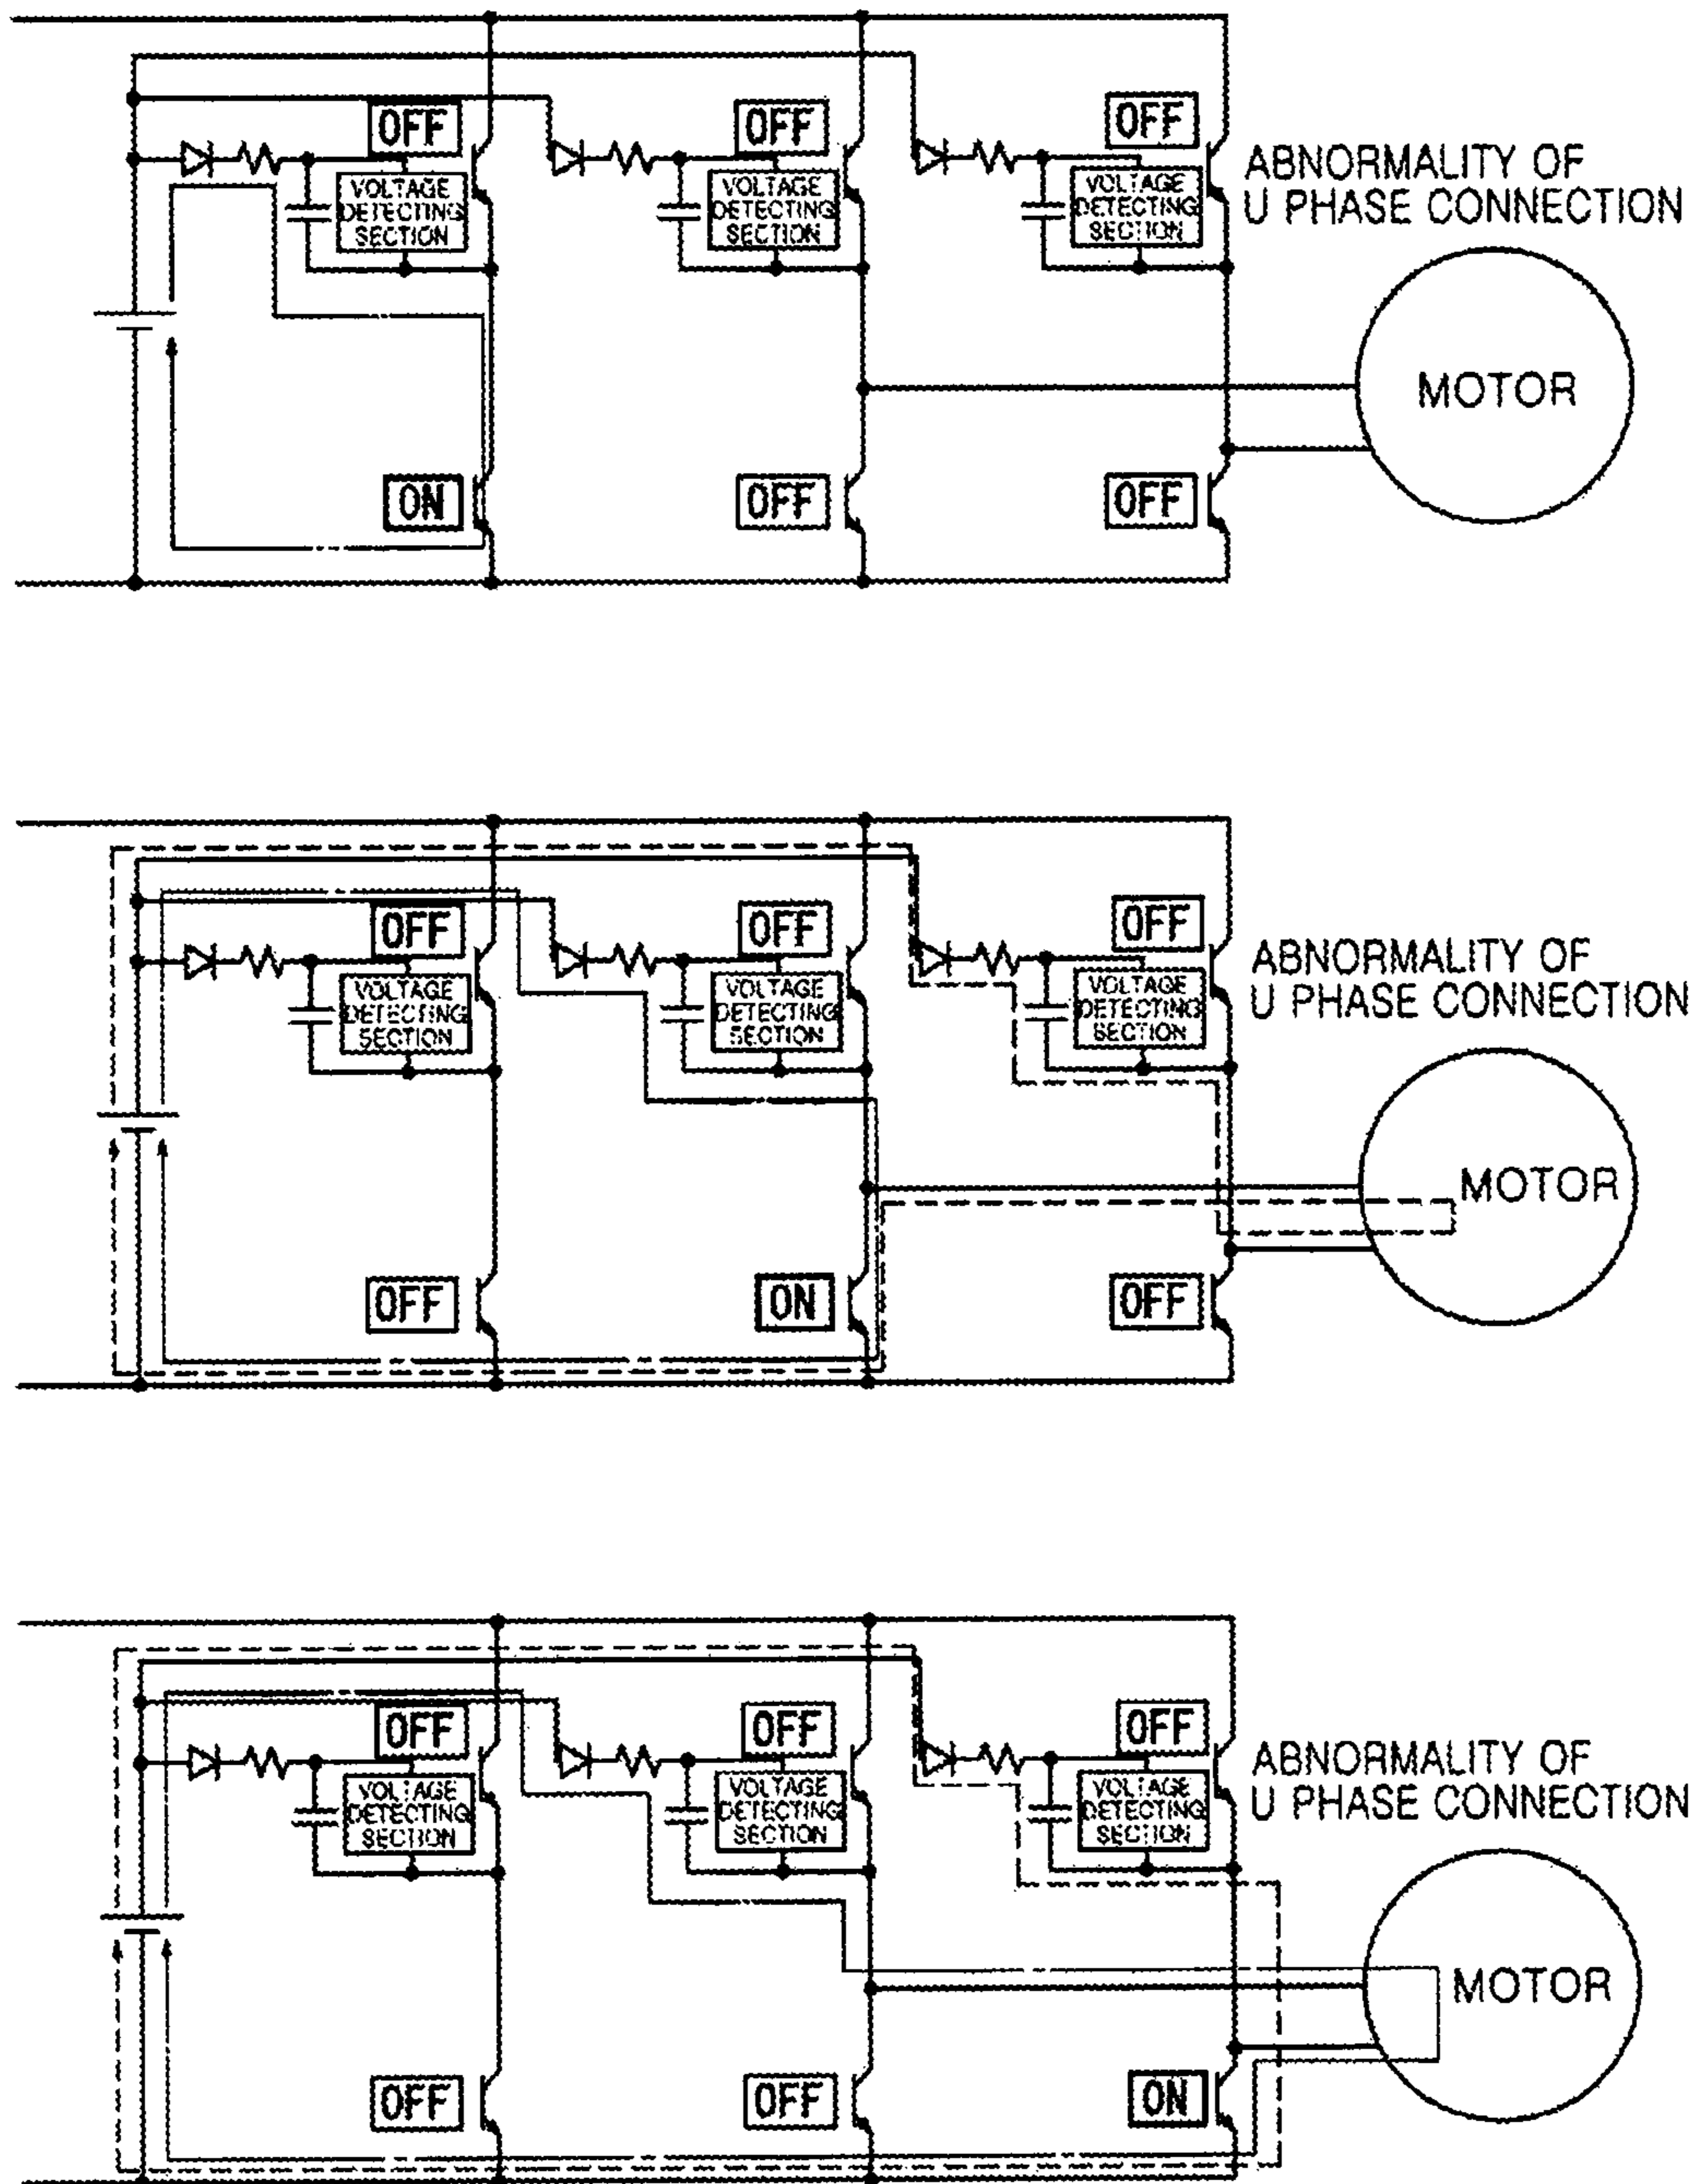 OFF
OFF
OFF
VOLTAGE
DETECTING
SECTION
VOLTAGE
DETECTING
SECTION
VOLTAGE
DETECTING
SECTION
ABNORMALITY OF
U PHASE CONNECTION
MOTOR
ON
OFF
OFF
OFF
OFF
OFF
VOLTAGE
DETECTING
SECTION
VOLTAGE
DETECTING
SECTION
VOLTAGE
DETECTING
SECTION
ABNORMALITY OF
U PHASE CONNECTION
MOTOR
OFF
ON
OFF
OFF
OFF
OFF
VOLTAGE
DETECTING
SECTION
VOLTAGE
DETECTING
SECTION
VOLTAGE
DETECTING
SECTION
ABNORMALITY OF
U PHASE CONNECTION
MOTOR
OFF
OFF
ON